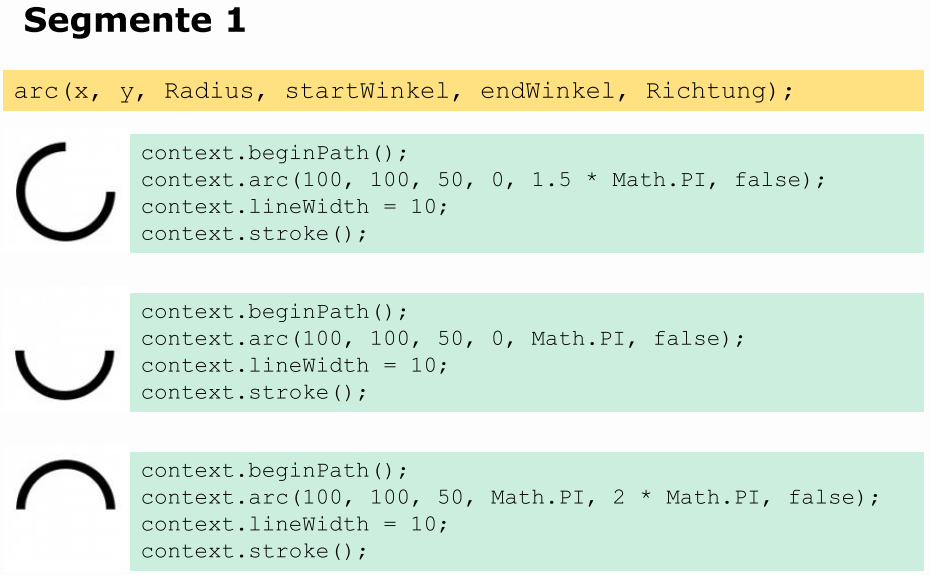 Segmente 1
arc(x, y, Radius, startWinkel, endWinkel, Richtung);
context.beginPath();
context.arc(100, 100, 50, 0, 1.5 * Math.PI, false);
context.lineWidth = 10;
context.stroke();
context.beginPath();
context.arc(100, 100, 50, 0, Math.PI, false);
context.lineWidth = 10;
context.stroke();
context.beginPath();
context.arc(100, 100, 50, Math.PI, 2 * Math.PI, false);
context.lineWidth = 10;
context.stroke();